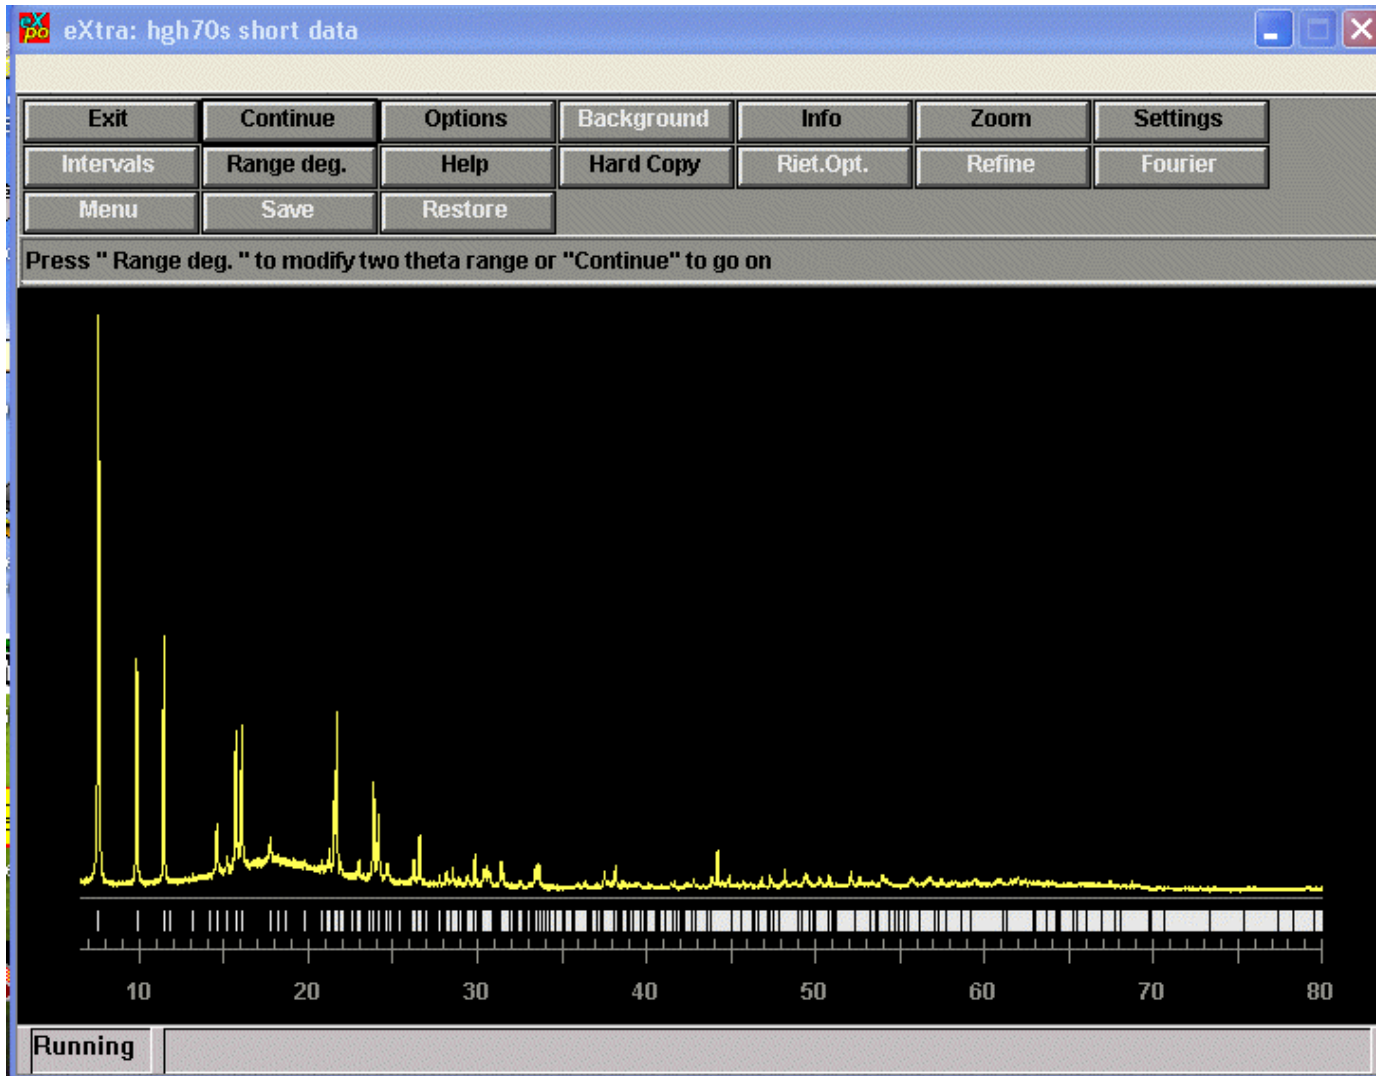 eXpo eXtra: hgh70s short data
Exit Continue Options Background Info Zoom Settings
Intervals Range deg. Help Hard Copy Riet.Opt. Refine Fourier
Menu Save Restore
Press " Range deg. " to modify two theta range or "Continue" to go on
10 20 30 40 50 60 70 80
Running